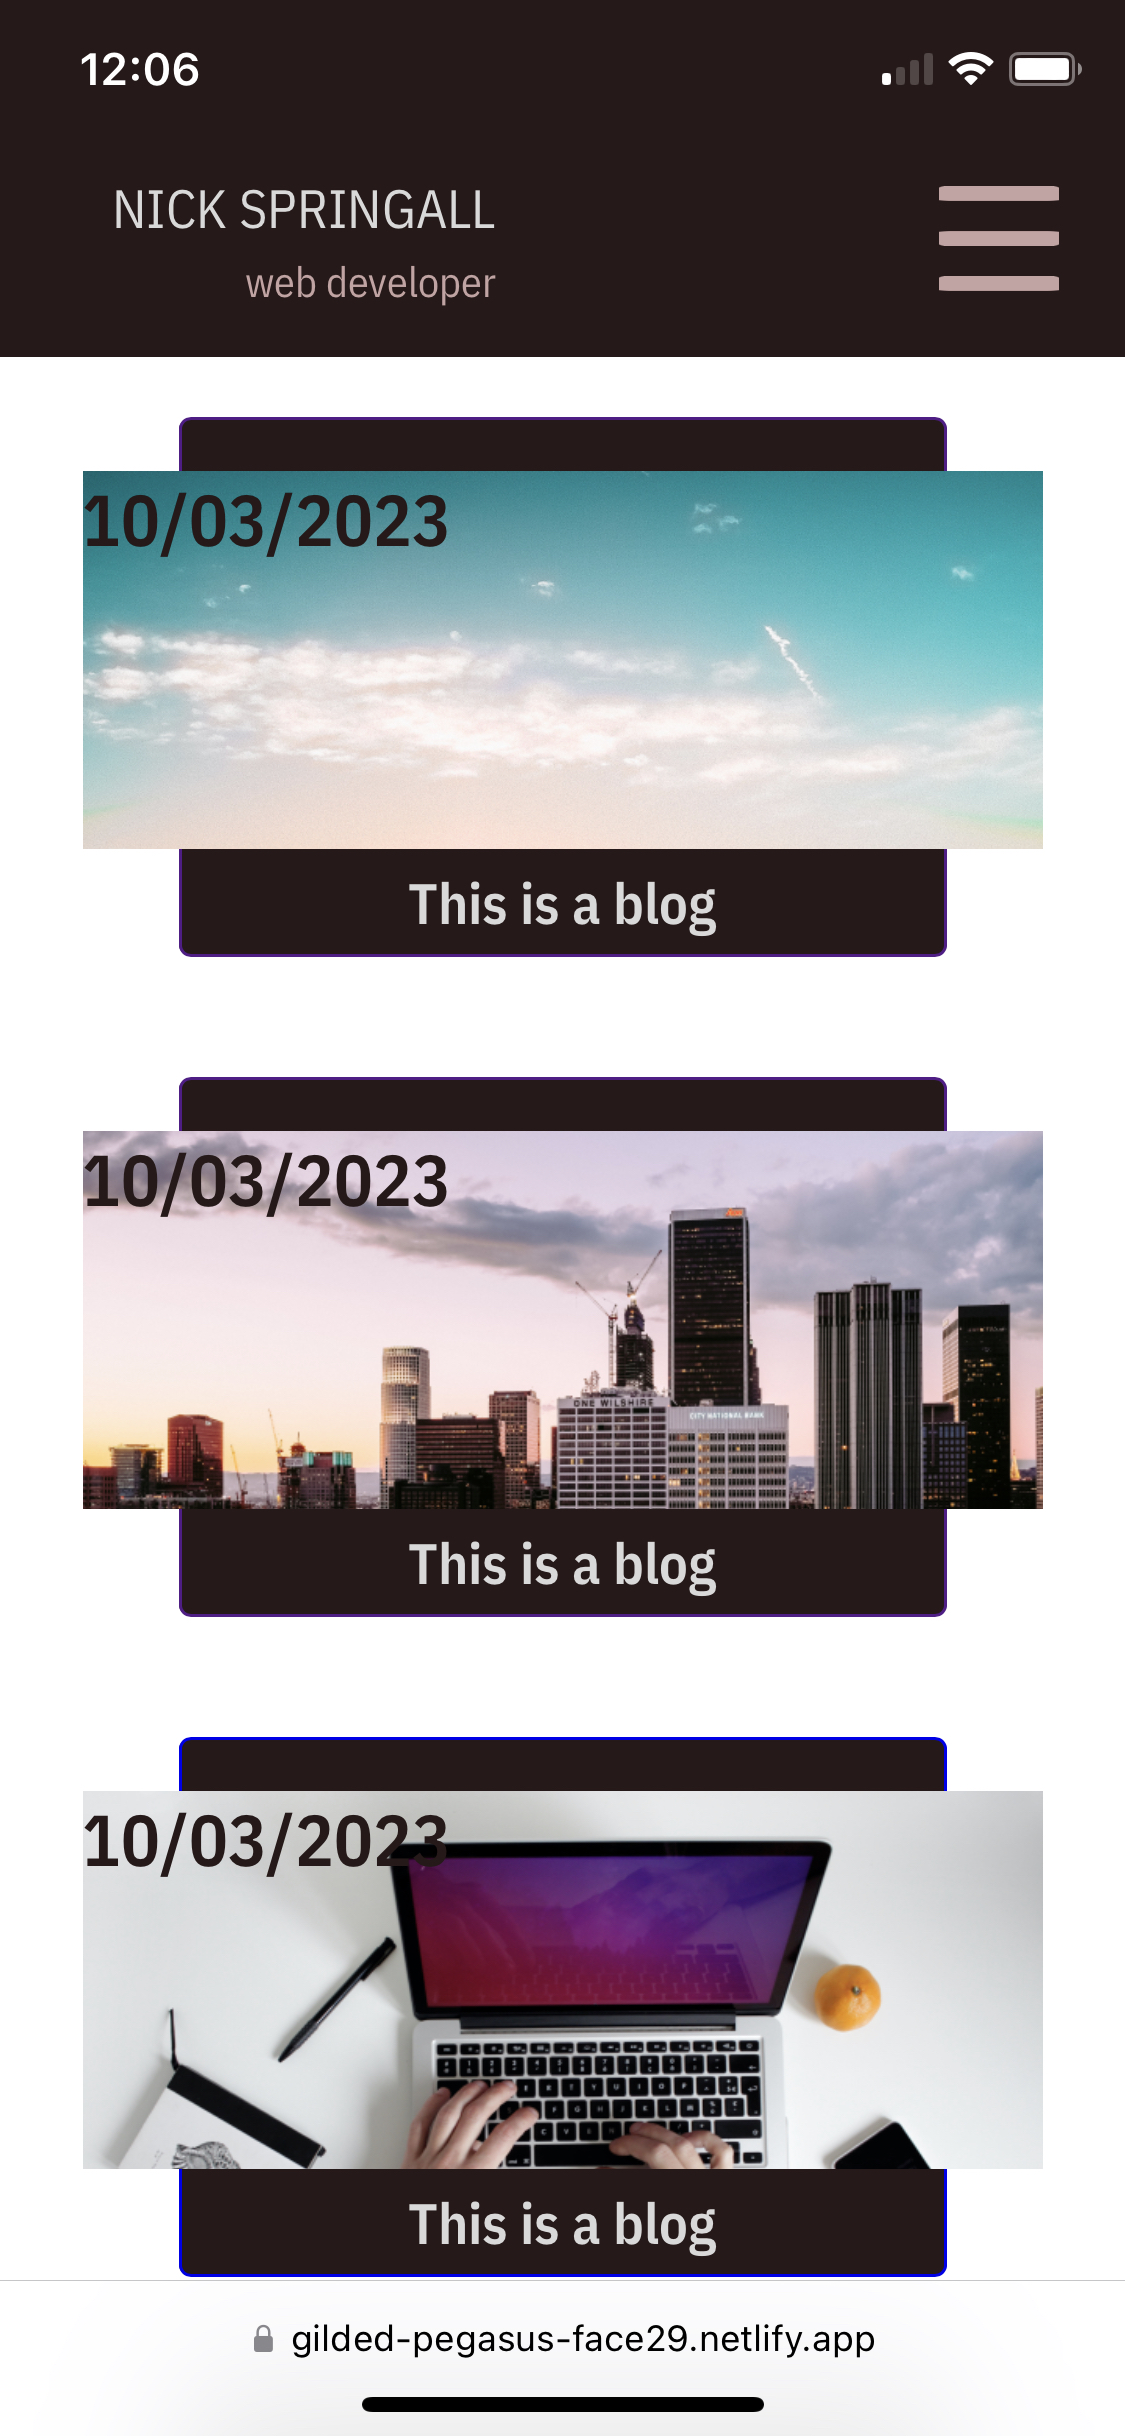 12:06
NICK SPRINGALL
web developer
10/03/2023
This is a blog
10/03/2023
ONE WILSHIRE
CITY NATIONAL BANK
This is a blog
10/03/2023
This is a blog
gilded-pegasus-face29.netlify.app